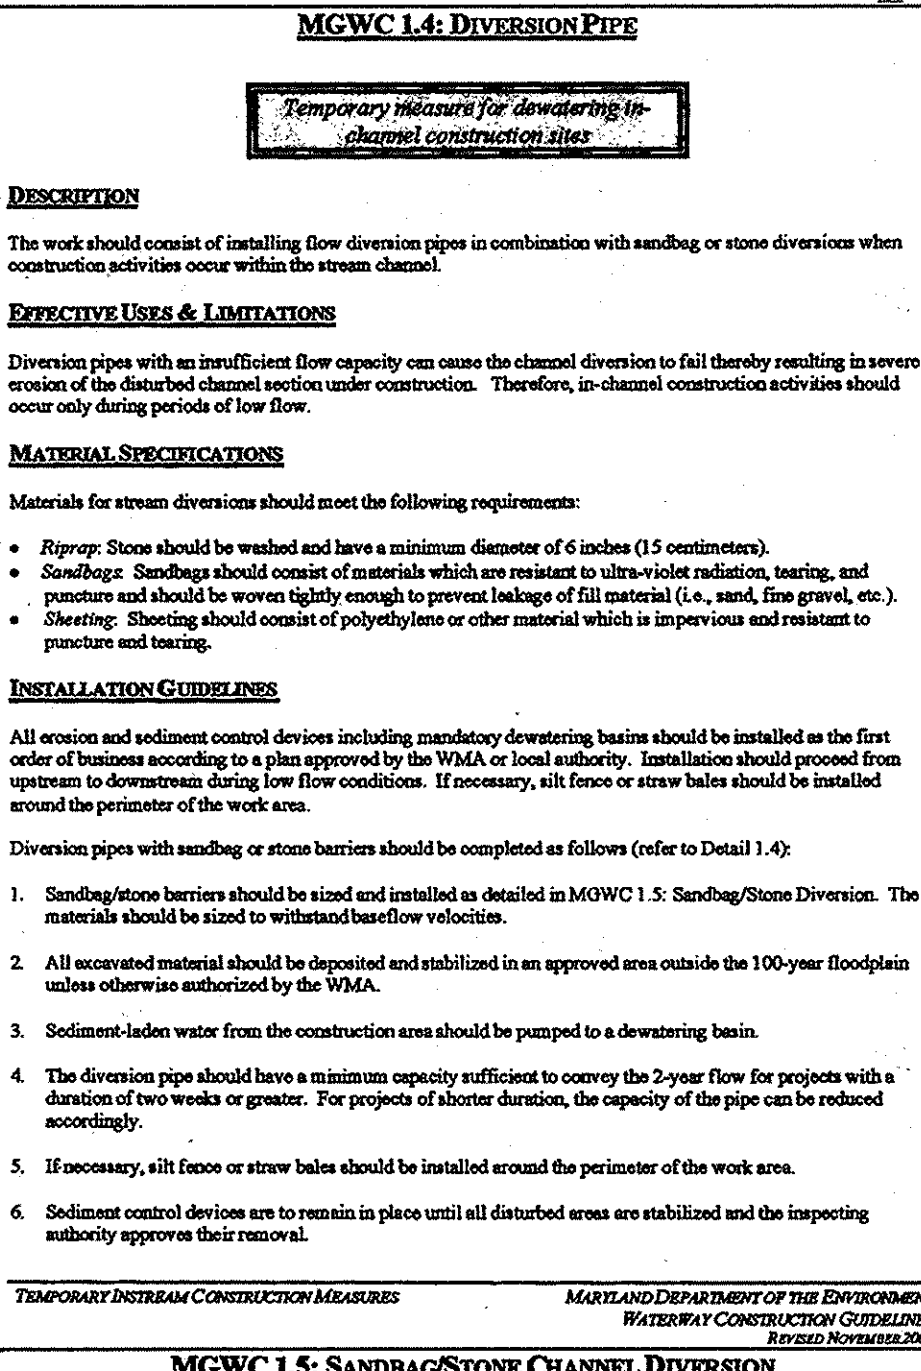 MGWC 1.4: DIVERSION PIPE
Temporary measure for dewatering in-
channel construction sites
DESCRIPTION
The work should consist of installing flow diversion pipes in combination with sandbag or stone diversions when
construction activities occur within the stream channel.
EFFECTIVE USES & LIMITATIONS
Diversion pipes with an insufficient flow capacity can cause the channel diversion to fail thereby resulting in severe
erosion of the disturbed channel section under construction. Therefore, in-channel construction activities should
occur only during periods of low flow.
MATERIAL SPECIFICATIONS
Materials for stream diversions should meet the following requirements:
• Riprap: Stone should be washed and have a minimum diameter of 6 inches (15 centimeters).
• Sandbags: Sandbags should consist of materials which are resistant to ultra-violet radiation, tearing, and
puncture and should be woven tightly enough to prevent leakage of fill material (i.e., sand, fine gravel, etc.).
• Sheeting: Sheeting should consist of polyethylene or other material which is impervious and resistant to
puncture and tearing.
INSTALLATION GUIDELINES
All erosion and sediment control devices including mandatory dewatering basins should be installed as the first
order of business according to a plan approved by the WMA or local authority. Installation should proceed from
upstream to downstream during low flow conditions. If necessary, silt fence or straw bales should be installed
around the perimeter of the work area.
Diversion pipes with sandbag or stone barriers should be completed as follows (refer to Detail 1.4):
1. Sandbag/stone barriers should be sized and installed as detailed in MGWC 1.5: Sandbag/Stone Diversion. The
materials should be sized to withstand baseflow velocities.
2. All excavated material should be deposited and stabilized in an approved area outside the 100-year floodplain
unless otherwise authorized by the WMA.
3. Sediment-laden water from the construction area should be pumped to a dewatering basin.
4. The diversion pipe should have a minimum capacity sufficient to convey the 2-year flow for projects with a
duration of two weeks or greater. For projects of shorter duration, the capacity of the pipe can be reduced
accordingly.
5. If necessary, silt fence or straw bales should be installed around the perimeter of the work area.
6. Sediment control devices are to remain in place until all disturbed areas are stabilized and the inspecting
authority approves their removal.
TEMPORARY INSTREAM CONSTRUCTION MEASURES MARYLAND DEPARTMENT OF THE ENVIRONMEN
WATERWAY CONSTRUCTION GUIDELINE
REVISED NOVEMBER 200
MGWC 1.5: SANDBAG/STONE CHANNEL DIVERSION